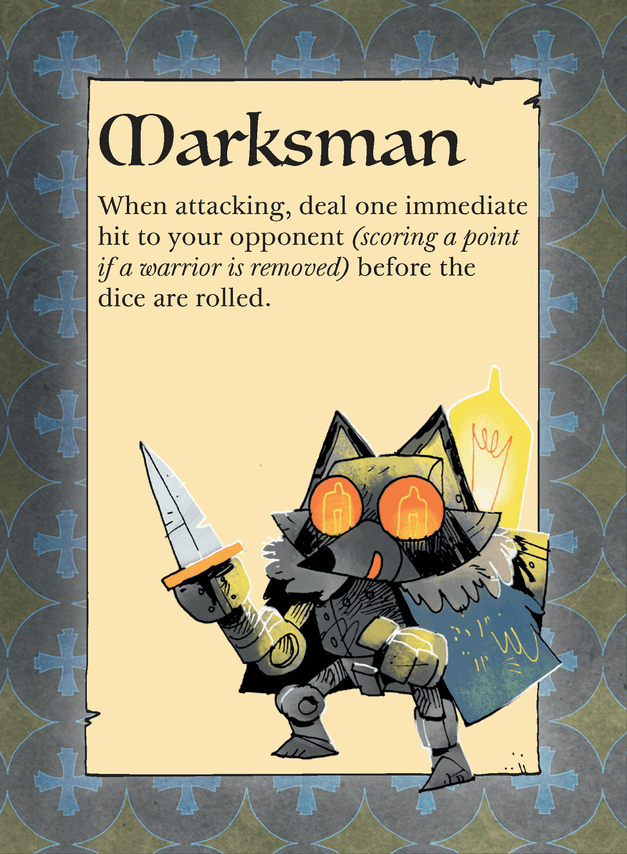 Marksman
When attacking, deal one immediate
hit to your opponent (scoring a point
if a warrior is removed) before the
dice are rolled.